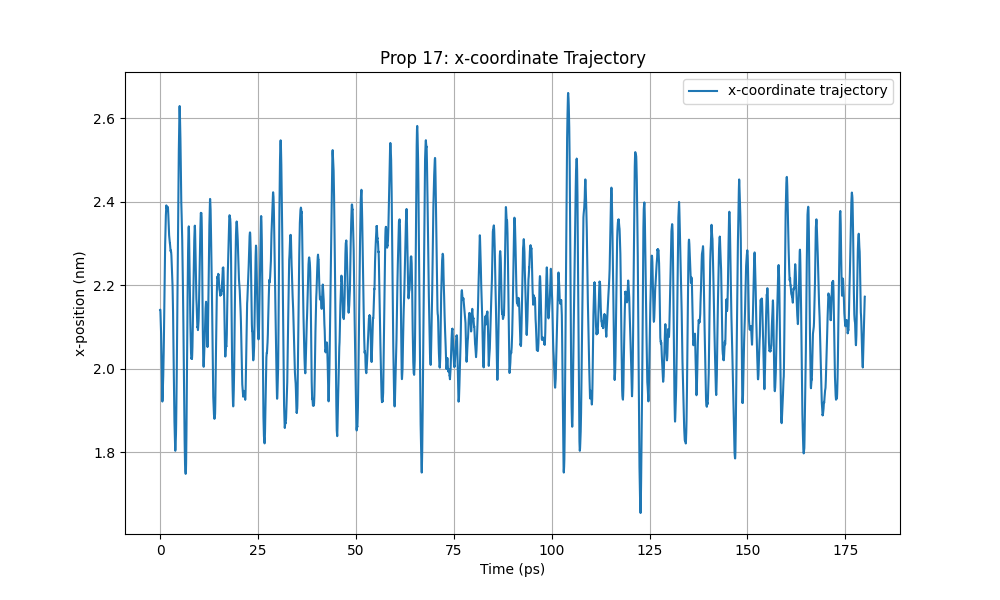 Prop 17: x-coordinate Trajectory
x-coordinate trajectory
x-position (nm)
2.6
2.4
2.2
2.0
1.8
0 25 50 75 100 125 150 175
Time (ps)